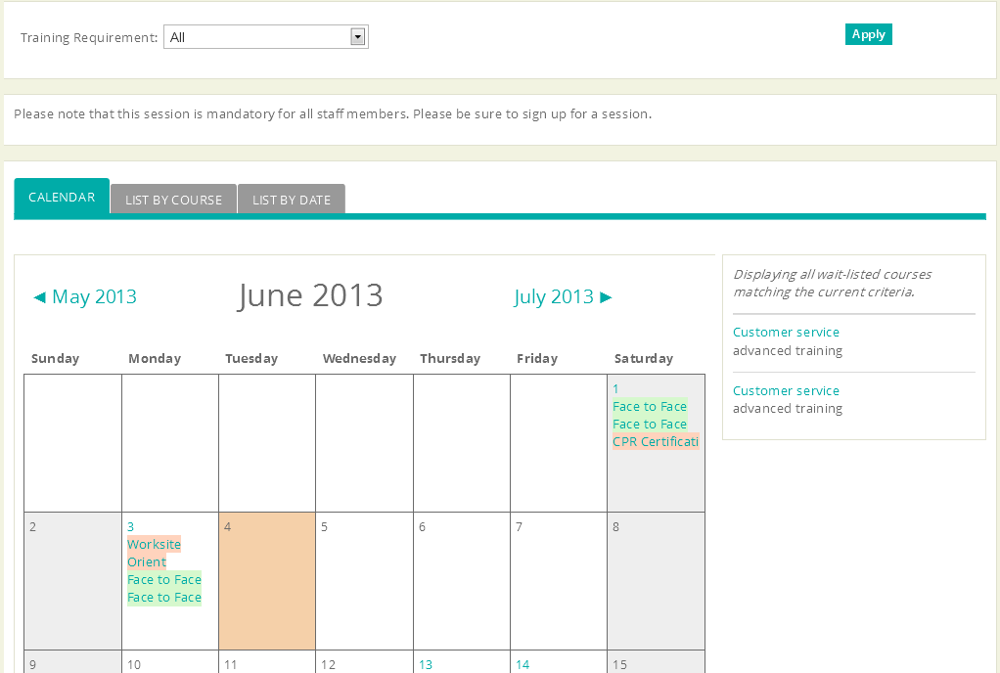 Training Requirement: All
Apply
Please note that this session is mandatory for all staff members. Please be sure to sign up for a session.
CALENDAR
LIST BY COURSE
LIST BY DATE
◄ May 2013
June 2013
July 2013 ►
Sunday Monday Tuesday Wednesday Thursday Friday Saturday
1
Face to Face
Face to Face
CPR Certificati
2
3
Worksite
Orient
Face to Face
Face to Face
4
5
6
7
8
9
10
11
12
13
14
15
Displaying all wait-listed courses
matching the current criteria.
Customer service
advanced training
Customer service
advanced training